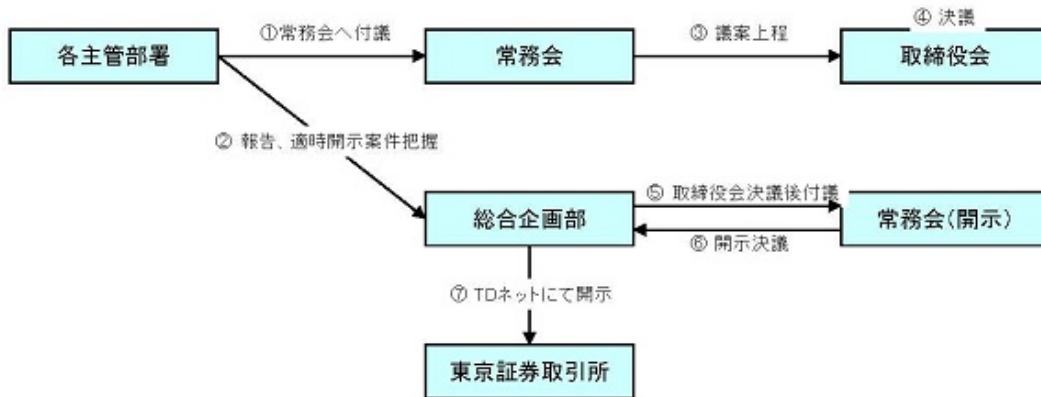 ④ 決議
①常務会へ付議
③ 議案上程
各主管部署
常務会
取締役会
② 報告、適時開示案件把握
⑤ 取締役会決議後付議
総合企画部
常務会(開示)
⑥ 開示決議
⑦ TDネットにて開示
東京証券取引所